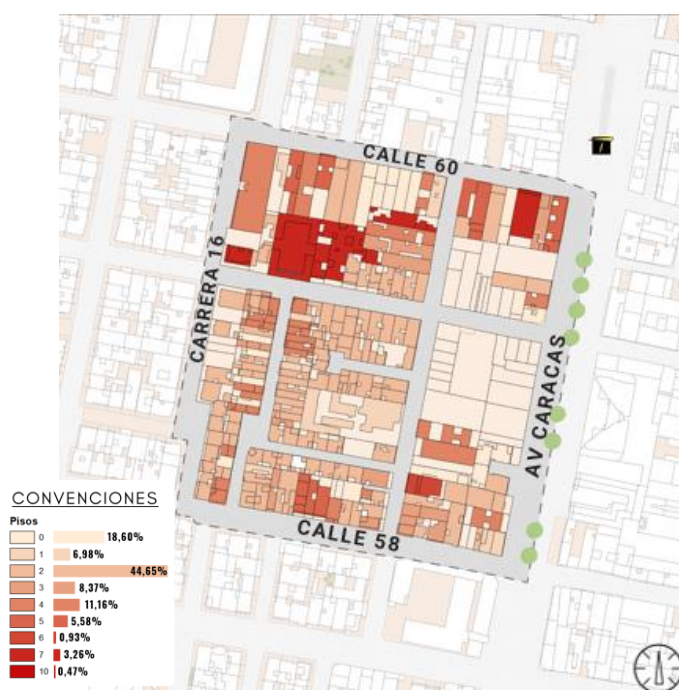 CALLE 60
CARRERA 16
AV CARACAS
CALLE 58
CONVENCIONES
Pisos
0 18,60%
1 6,98%
2 44,65%
3 8,37%
4 11,16%
5 5,58%
6 0,93%
7 3,26%
10 0,47%